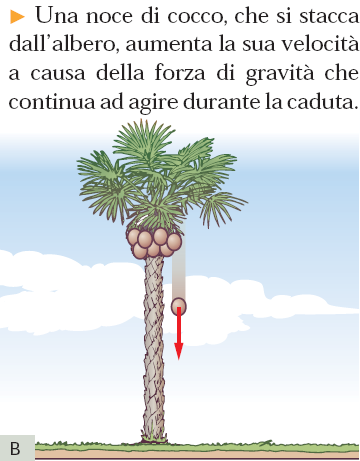 ► Una noce di cocco, che si stacca
dall'albero, aumenta la sua velocità
a causa della forza di gravità che
continua ad agire durante la caduta.
B